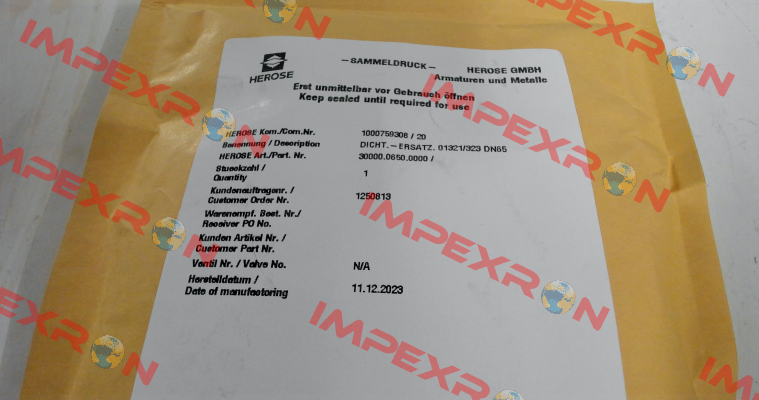 HEROSE
—SAMMELDRUCK—
HEROSE GMBH
Armaturen und Metalle
Erst unmittelbar vor Gebrauch öffnen
Keep sealed until required for use
HEROSE Kom./Com.Nr. 1000759308 / 20
Benennung / Description DICHT.—ERSATZ. 01321/323 DN65
HEROSE Art./Part. Nr. 30000.0650.0000 /
Stueckzahl /
Quantity 1
Kundenauftragsnr. /
Customer Order Nr. 1250813
Warenempf. Best. Nr./
Receiver PO No.
Kunden Artikel Nr. /
Customer Part Nr.
Ventil Nr. / Valve No. N/A
Herstelldatum /
Date of manufactoring 11.12.2023
IMPEXRON
IMPEXRON
IMPEXRON
IMPEXRON
IMPEXRON
IMPEXRON